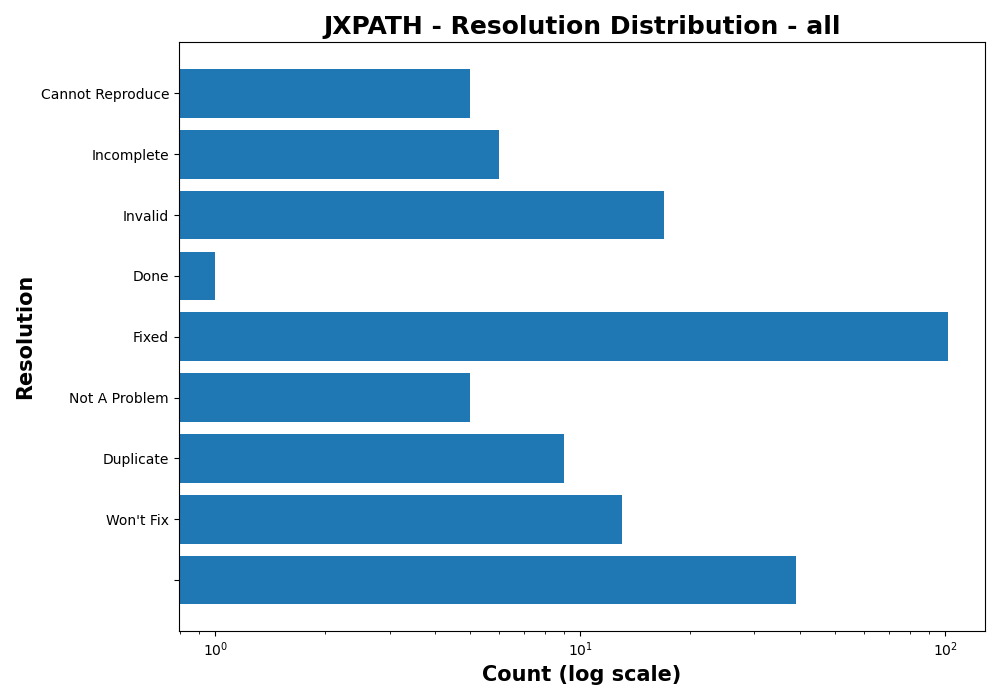 JXPATH - Resolution Distribution - all
Cannot Reproduce
Incomplete
Invalid
Done
Fixed
Not A Problem
Duplicate
Won't Fix
Resolution
10⁰
10¹
10²
Count (log scale)